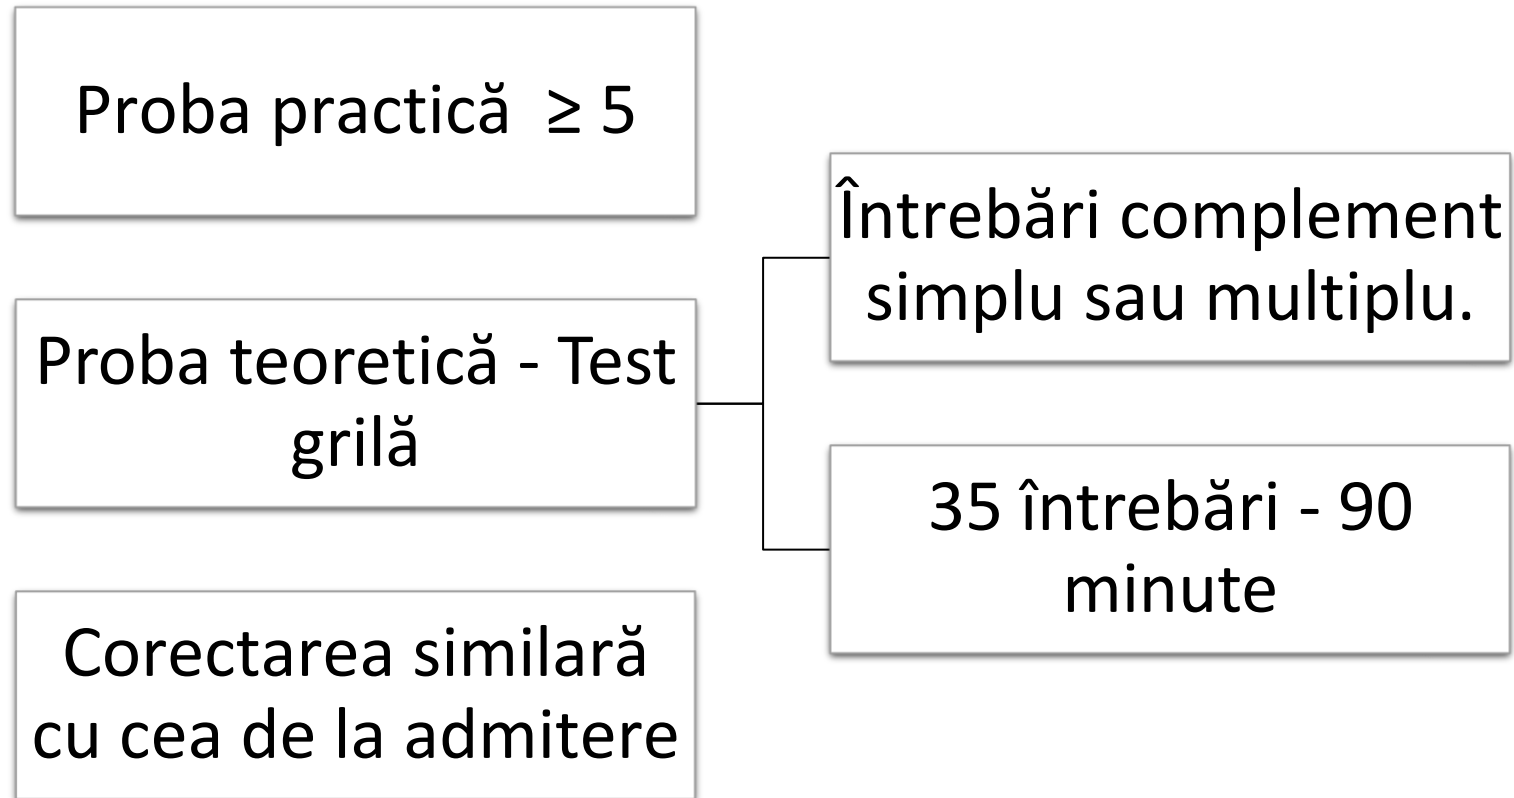 Proba practică ≥ 5
Proba teoretică - Test
grilă
Întrebări complement
simplu sau multiplu.
35 întrebări - 90
minute
Corectarea similară
cu cea de la admitere